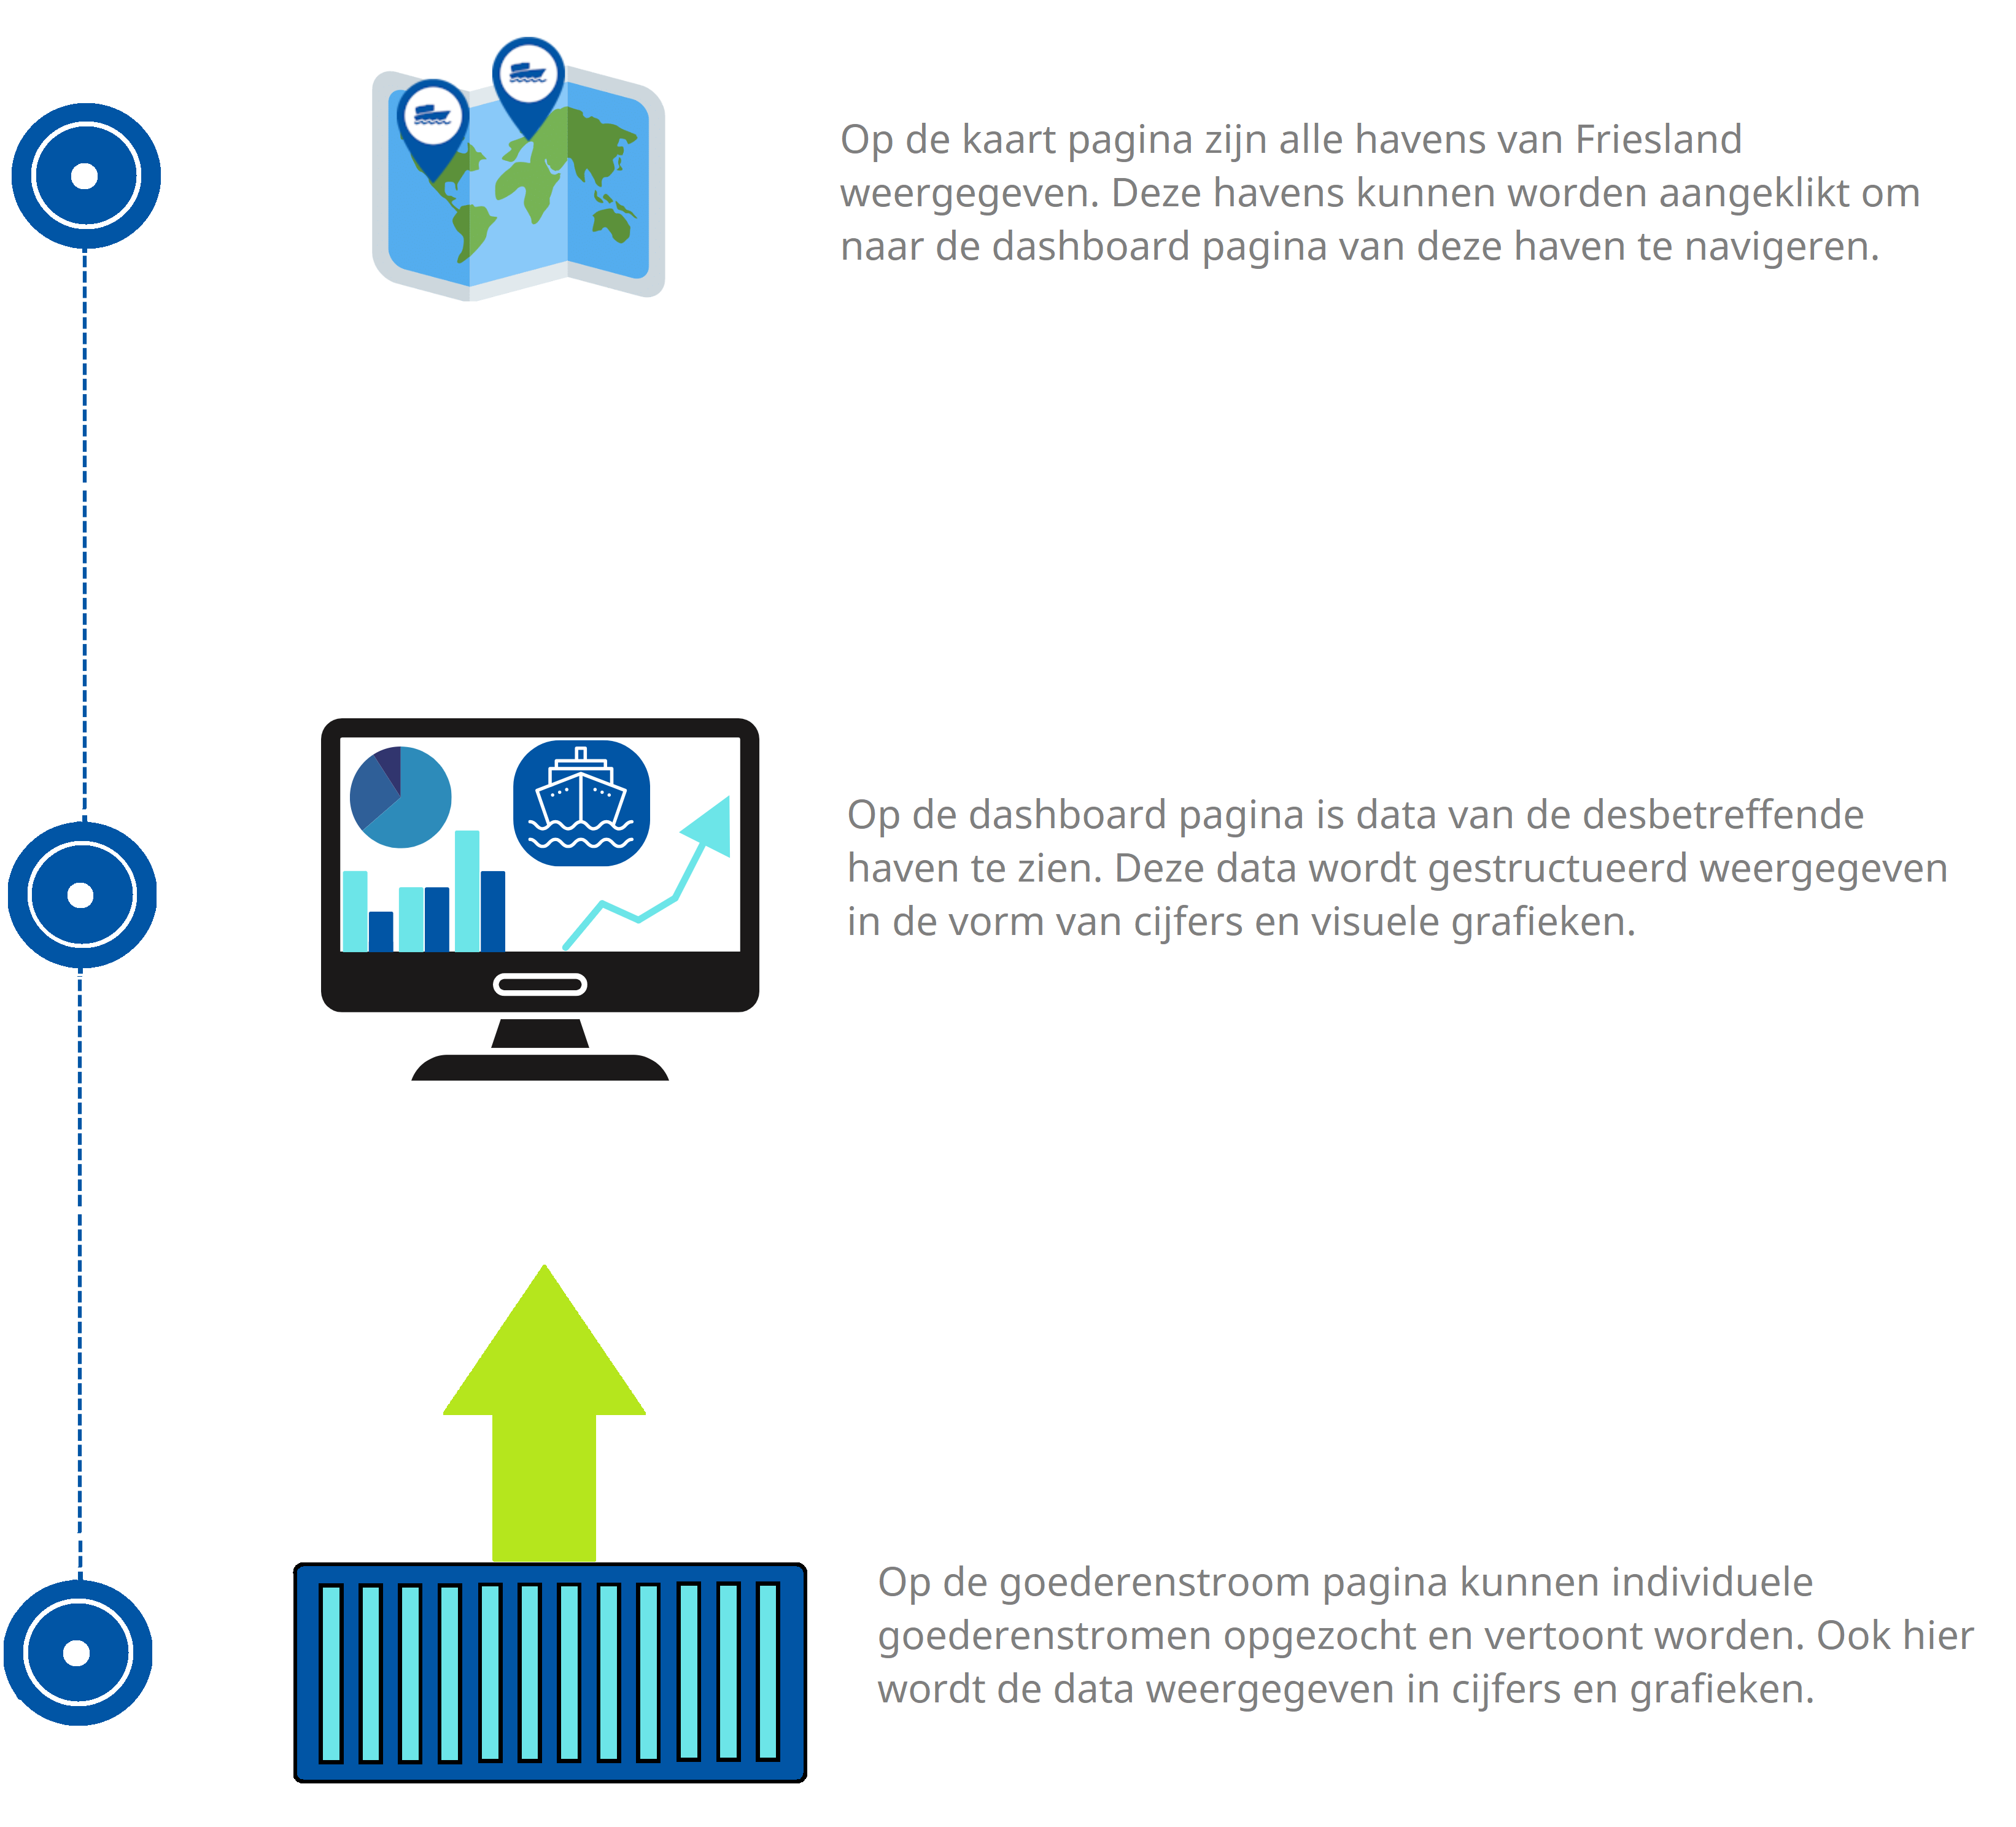 Op de kaart pagina zijn alle havens van Friesland
weergegeven. Deze havens kunnen worden aangeklikt om
naar de dashboard pagina van deze haven te navigeren.
Op de dashboard pagina is data van de desbetreffende
haven te zien. Deze data wordt gestructueerd weergegeven
in de vorm van cijfers en visuele grafieken.
Op de goederenstroom pagina kunnen individuele
goederenstromen opgezocht en vertoont worden. Ook hier
wordt de data weergegeven in cijfers en grafieken.